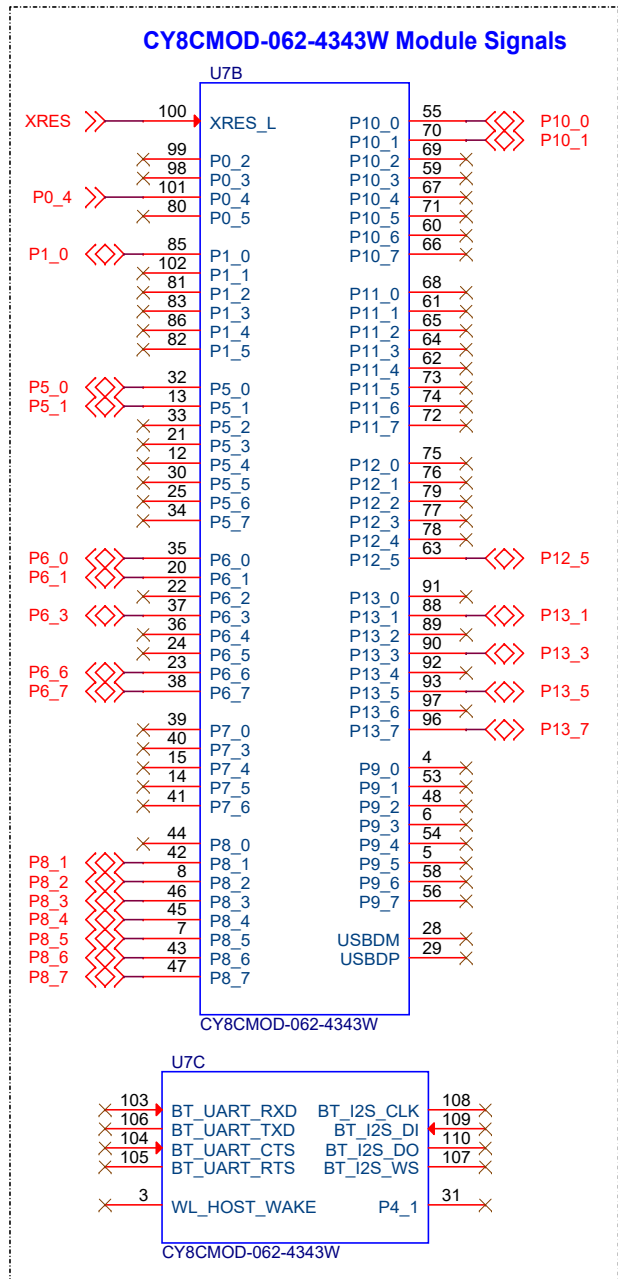 CY8CMOD-062-4343W Module Signals
U7B
XRES 100 XRES_L P10_0 55 P10_0
P10_1 70 P10_1
99 P0_2 P10_2 69
98 P0_3 P10_3 59
P0_4 101 P0_4 P10_4 67
80 P0_5 P10_5 71
P10_6 60
P1_0 85 P1_0 P10_7 66
102 P1_1
81 P1_2 P11_0 68
83 P1_3 P11_1 61
86 P1_4 P11_2 65
82 P1_5 P11_3 64
P11_4 62
P5_0 32 P5_0 P11_5 73
P5_1 13 P5_1 P11_6 74
33 P5_2 P11_7 72
21 P5_3
12 P5_4 P12_0 75
30 P5_5 P12_1 76
25 P5_6 P12_2 79
34 P5_7 P12_3 77
P12_4 78
P6_0 35 P6_0 P12_5 63 P12_5
P6_1 20 P6_1
22 P6_2 P13_0 91
P6_3 37 P6_3 P13_1 88 P13_1
36 P6_4 P13_2 89
24 P6_5 P13_3 90 P13_3
P6_6 23 P6_6 P13_4 92
P6_7 38 P6_7 P13_5 93 P13_5
P13_6 97
39 P7_0 P13_7 96 P13_7
40 P7_3
15 P7_4 P9_0 4
14 P7_5 P9_1 53
41 P7_6 P9_2 48
P9_3 6
44 P8_0 P9_4 54
P8_1 42 P8_1 P9_5 5
P8_2 8 P8_2 P9_6 58
P8_3 46 P8_3 P9_7 56
P8_4 45 P8_4
P8_5 7 P8_5 USBDM 28
P8_6 43 P8_6 USBDP 29
P8_7 47 P8_7
CY8CMOD-062-4343W
U7C
103 BT_UART_RXD BT_I2S_CLK 108
106 BT_UART_TXD BT_I2S_DI 109
104 BT_UART_CTS BT_I2S_DO 110
105 BT_UART_RTS BT_I2S_WS 107
3 WL_HOST_WAKE P4_1 31
CY8CMOD-062-4343W